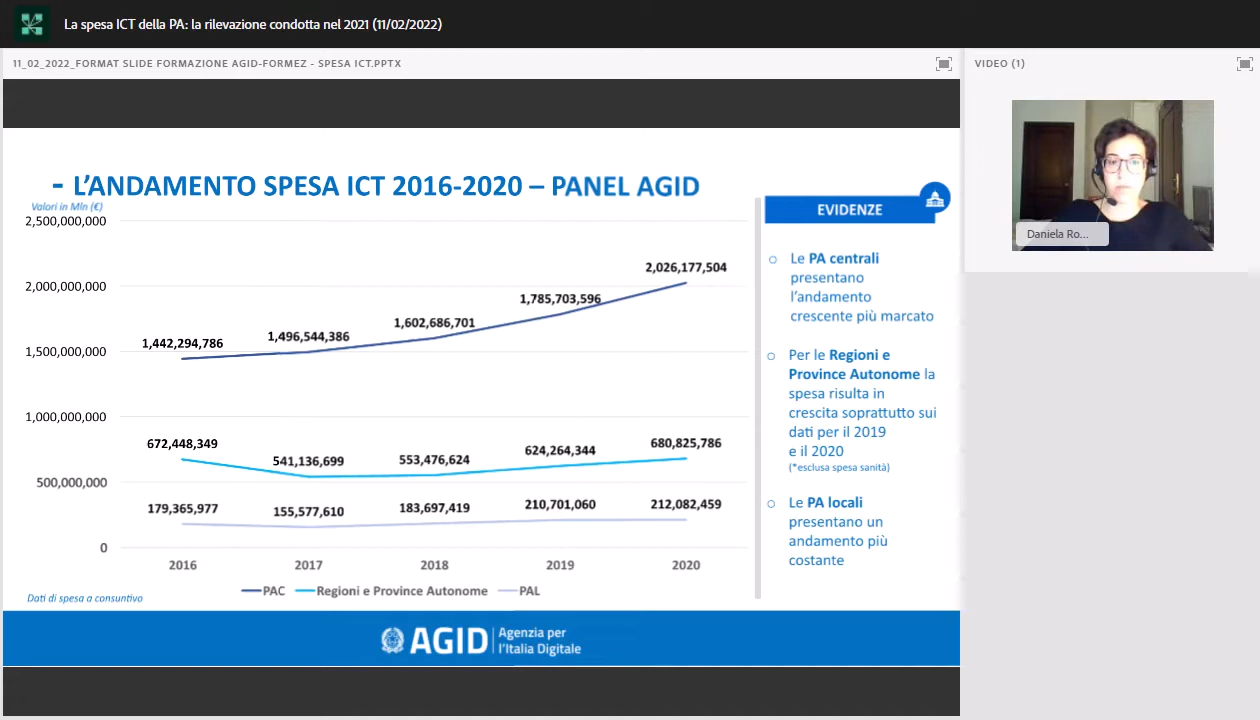 La spesa ICT della PA: la rilevazione condotta nel 2021 (11/02/2022)
11_02_2022_FORMAT SLIDE FORMAZIONE AGID-FORMEZ - SPESA ICT.PPTX
VIDEO (1)
Daniela Ro...
- L'ANDAMENTO SPESA ICT 2016-2020 – PANEL AGID
Valori in Mln (€)
2,500,000,000
2,000,000,000
1,500,000,000
1,000,000,000
500,000,000
0
1,442,294,786
1,496,544,386
1,602,686,701
1,785,703,596
2,026,177,504
672,448,349
541,136,699
553,476,624
624,264,344
680,825,786
179,365,977
155,577,610
183,697,419
210,701,060
212,082,459
2016
2017
2018
2019
2020
PAC
Regioni e Province Autonome
PAL
Dati di spesa a consuntivo
EVIDENZE
○ Le PA centrali
presentano
l'andamento
crescente più marcato
○ Per le Regioni e
Province Autonome la
spesa risulta in
crescita soprattutto sui
dati per il 2019
e il 2020
(*esclusa spesa sanità)
○ Le PA locali
presentano un
andamento più
costante
AGID
Agenzia per
l'Italia Digitale